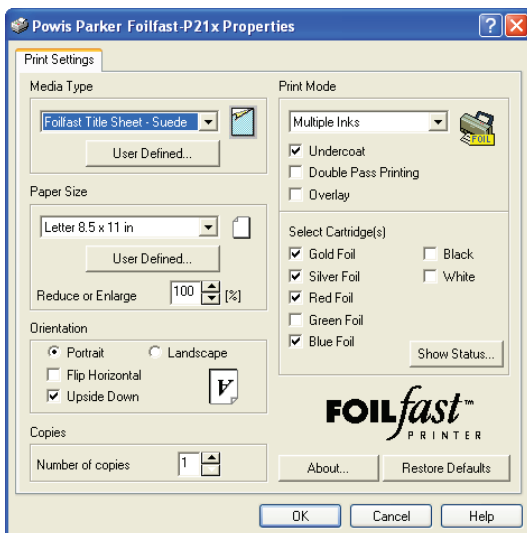 Powis Parker Foilfast-P21x Properties
Print Settings
Media Type
Foilfast Title Sheet - Suede
User Defined...
Paper Size
Letter 8.5 x 11 in
User Defined...
Reduce or Enlarge 100 [%]
Orientation
Portrait Landscape
Flip Horizontal
Upside Down
A
Copies
Number of copies 1
Print Mode
Multiple Inks
FOIL
Undercoat
Double Pass Printing
Overlay
Select Cartridge(s)
Gold Foil Black
Silver Foil White
Red Foil
Green Foil
Blue Foil
Show Status...
FOILfast™
PRINTER
About... Restore Defaults
OK Cancel Help